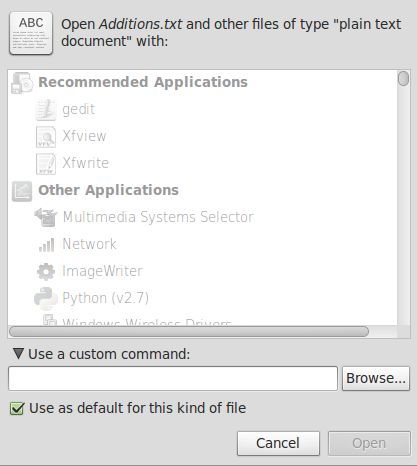 ABC
Open Additions.txt and other files of type "plain text
document" with:
Recommended Applications
gedit
Xfview
Xfwrite
Other Applications
Multimedia Systems Selector
Network
ImageWriter
Python (v2.7)
Windows Wireless Drivers
Use a custom command:
Browse...
Use as default for this kind of file
Cancel
Open